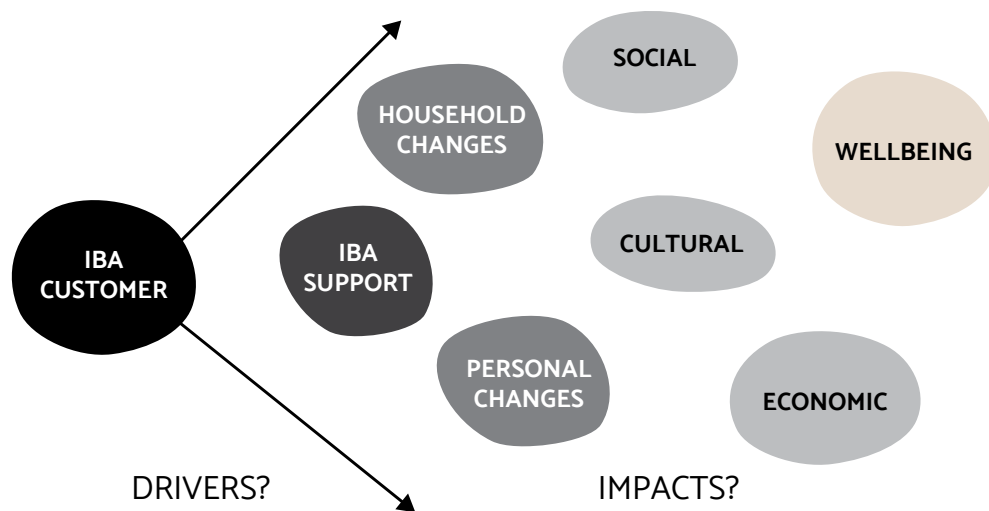 SOCIAL
HOUSEHOLD
CHANGES
WELLBEING
IBA
CUSTOMER
IBA
SUPPORT
CULTURAL
PERSONAL
CHANGES
ECONOMIC
DRIVERS?
IMPACTS?